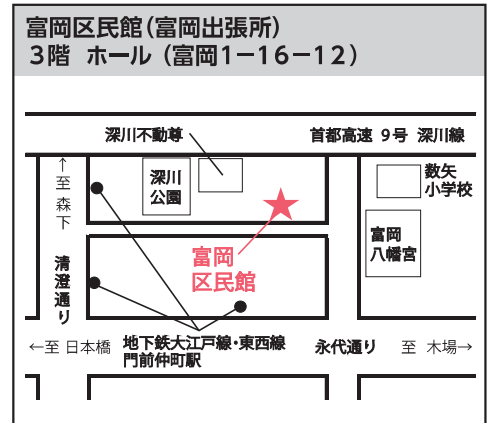 富岡区民館（富岡出張所）
３階 ホール（富岡１－１６－１２）
深川不動尊
首都高速 9号 深川線
↑至 森下
深川
公園
数矢
小学校
富岡
八幡宮
富岡
区民館
清澄通り
←至 日本橋
地下鉄大江戸線・東西線
門前仲町駅
永代通り
至 木場→